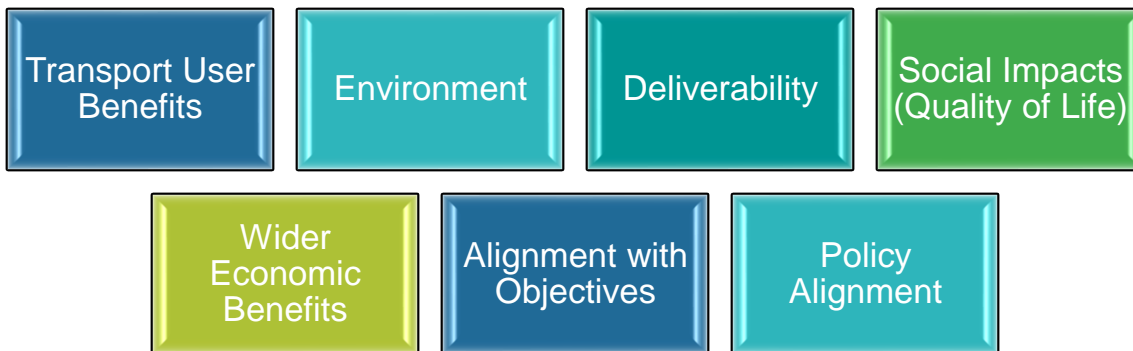 Transport User
Benefits
Environment
Deliverability
Social Impacts
(Quality of Life)
Wider
Economic
Benefits
Alignment with
Objectives
Policy
Alignment